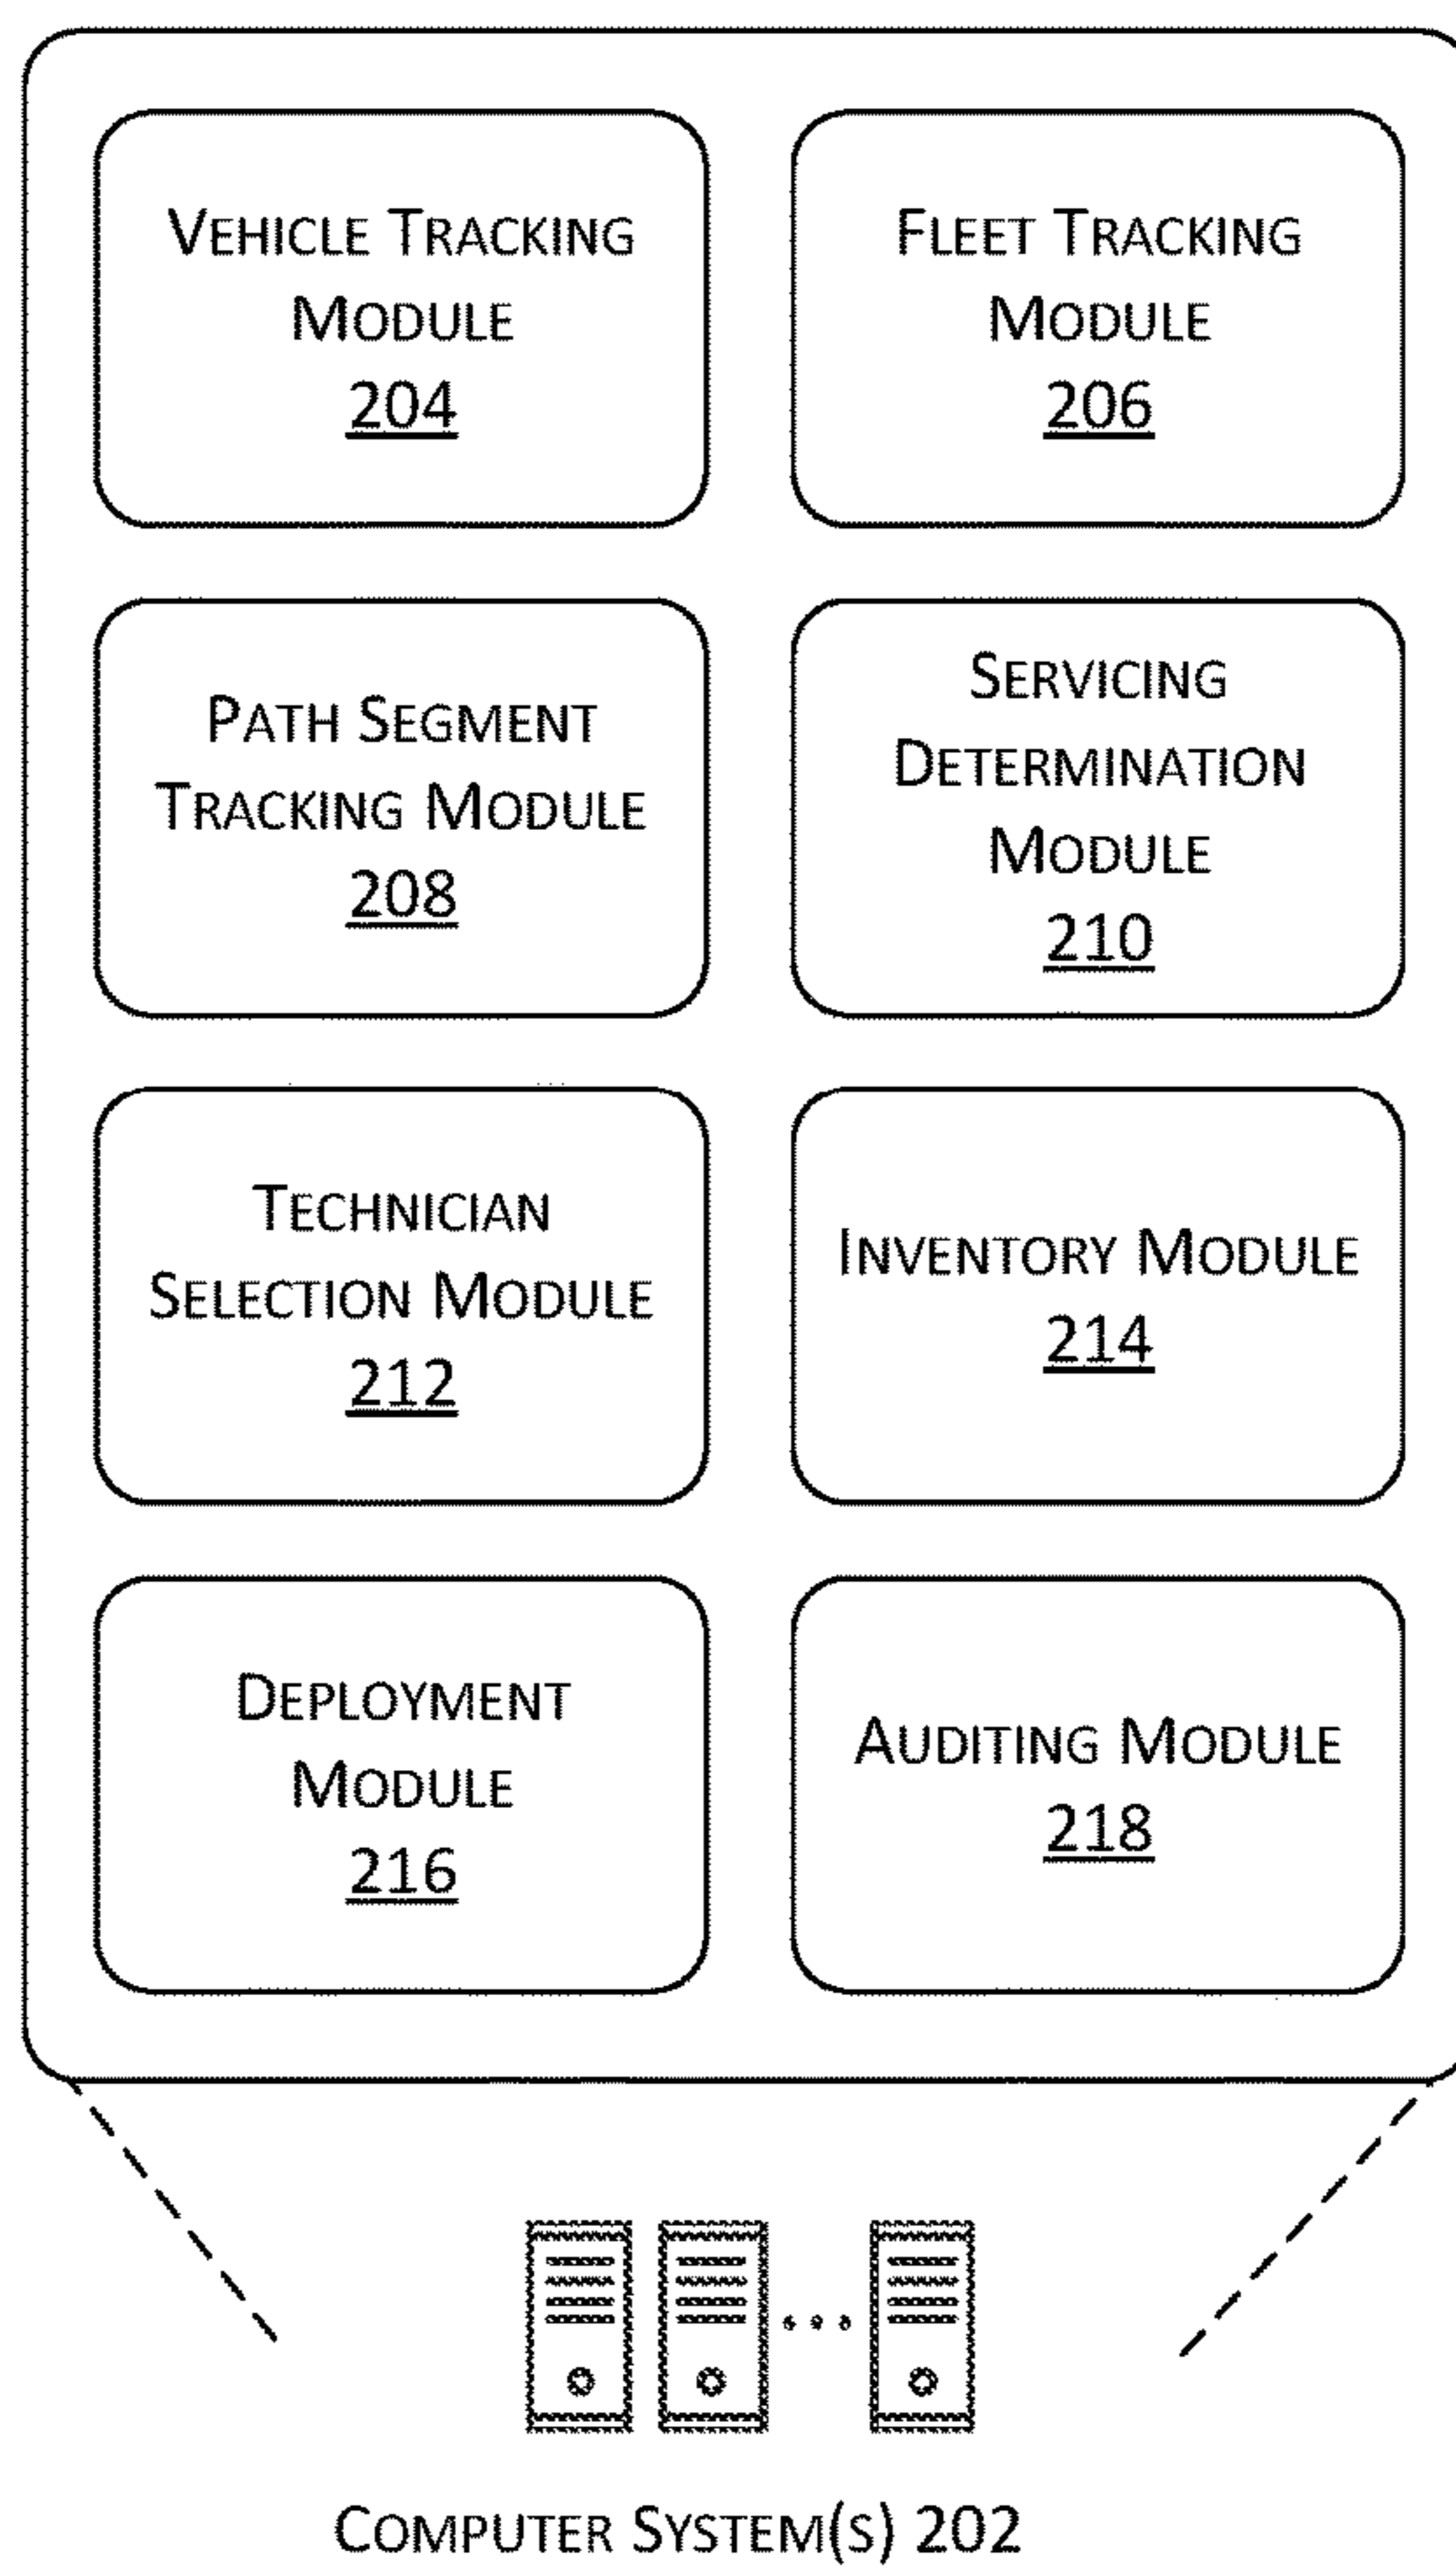 VEHICLE TRACKING
MODULE
204
FLEET TRACKING
MODULE
206
PATH SEGMENT
TRACKING MODULE
208
SERVICING
DETERMINATION
MODULE
210
TECHNICIAN
SELECTION MODULE
212
INVENTORY MODULE
214
DEPLOYMENT
MODULE
216
AUDITING MODULE
218
COMPUTER SYSTEM(S) 202